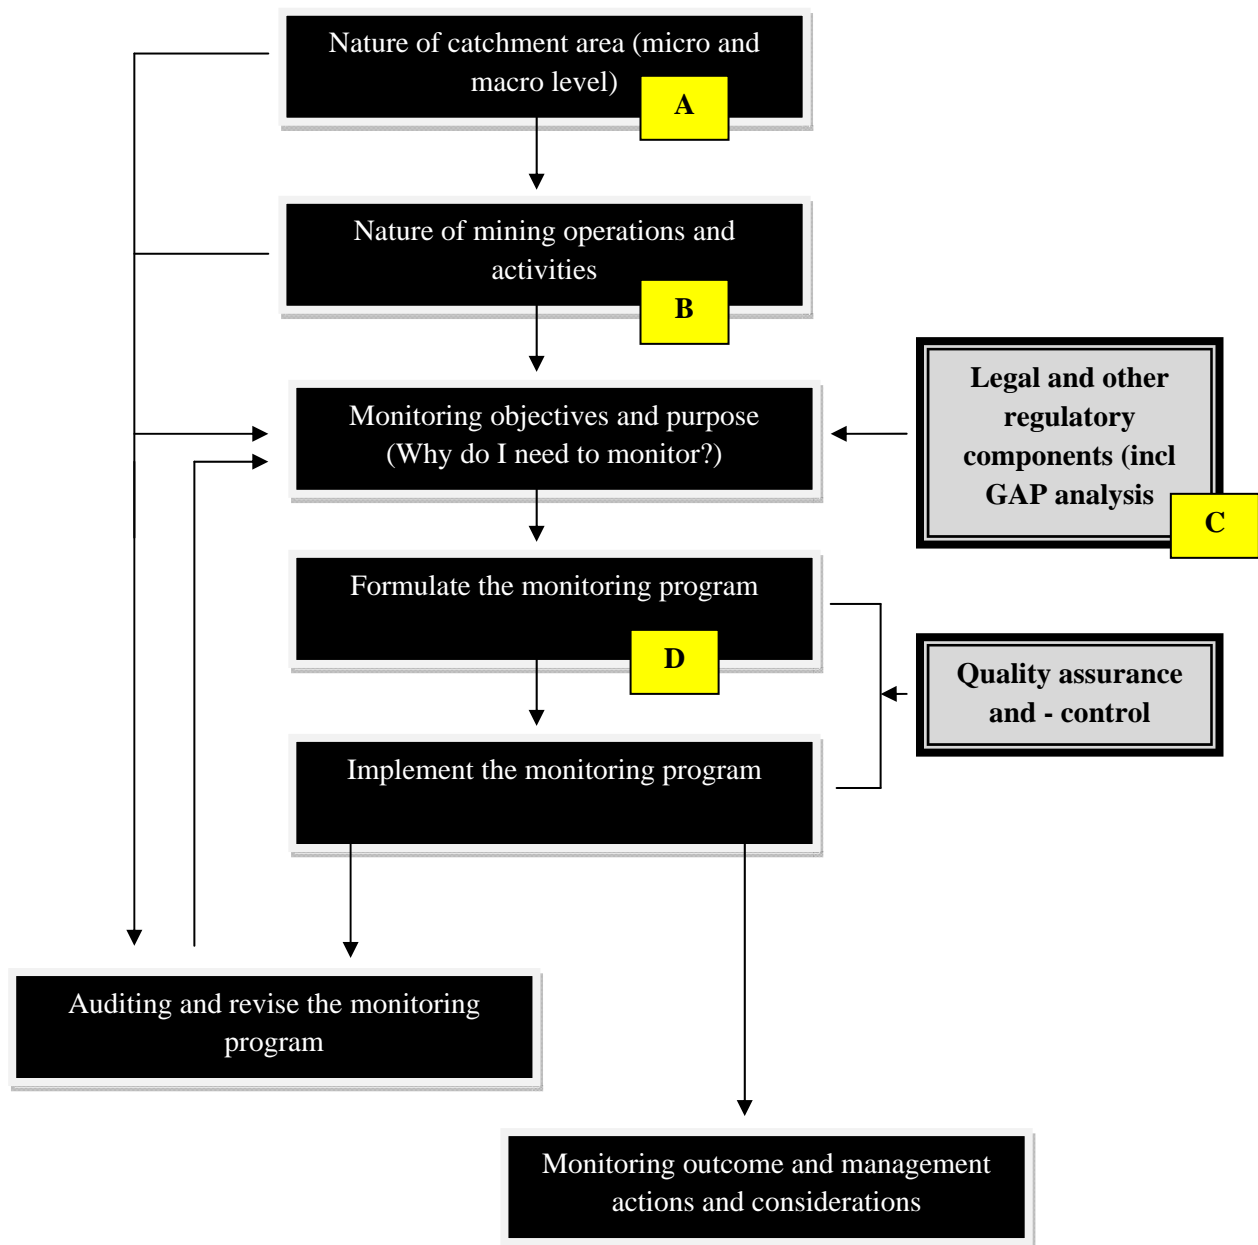 Nature of catchment area (micro and
macro level)
A
Nature of mining operations and
activities
B
Monitoring objectives and purpose
(Why do I need to monitor?)
Legal and other
regulatory
components (incl
GAP analysis
C
Formulate the monitoring program
D
Quality assurance
and - control
Implement the monitoring program
Auditing and revise the monitoring
program
Monitoring outcome and management
actions and considerations